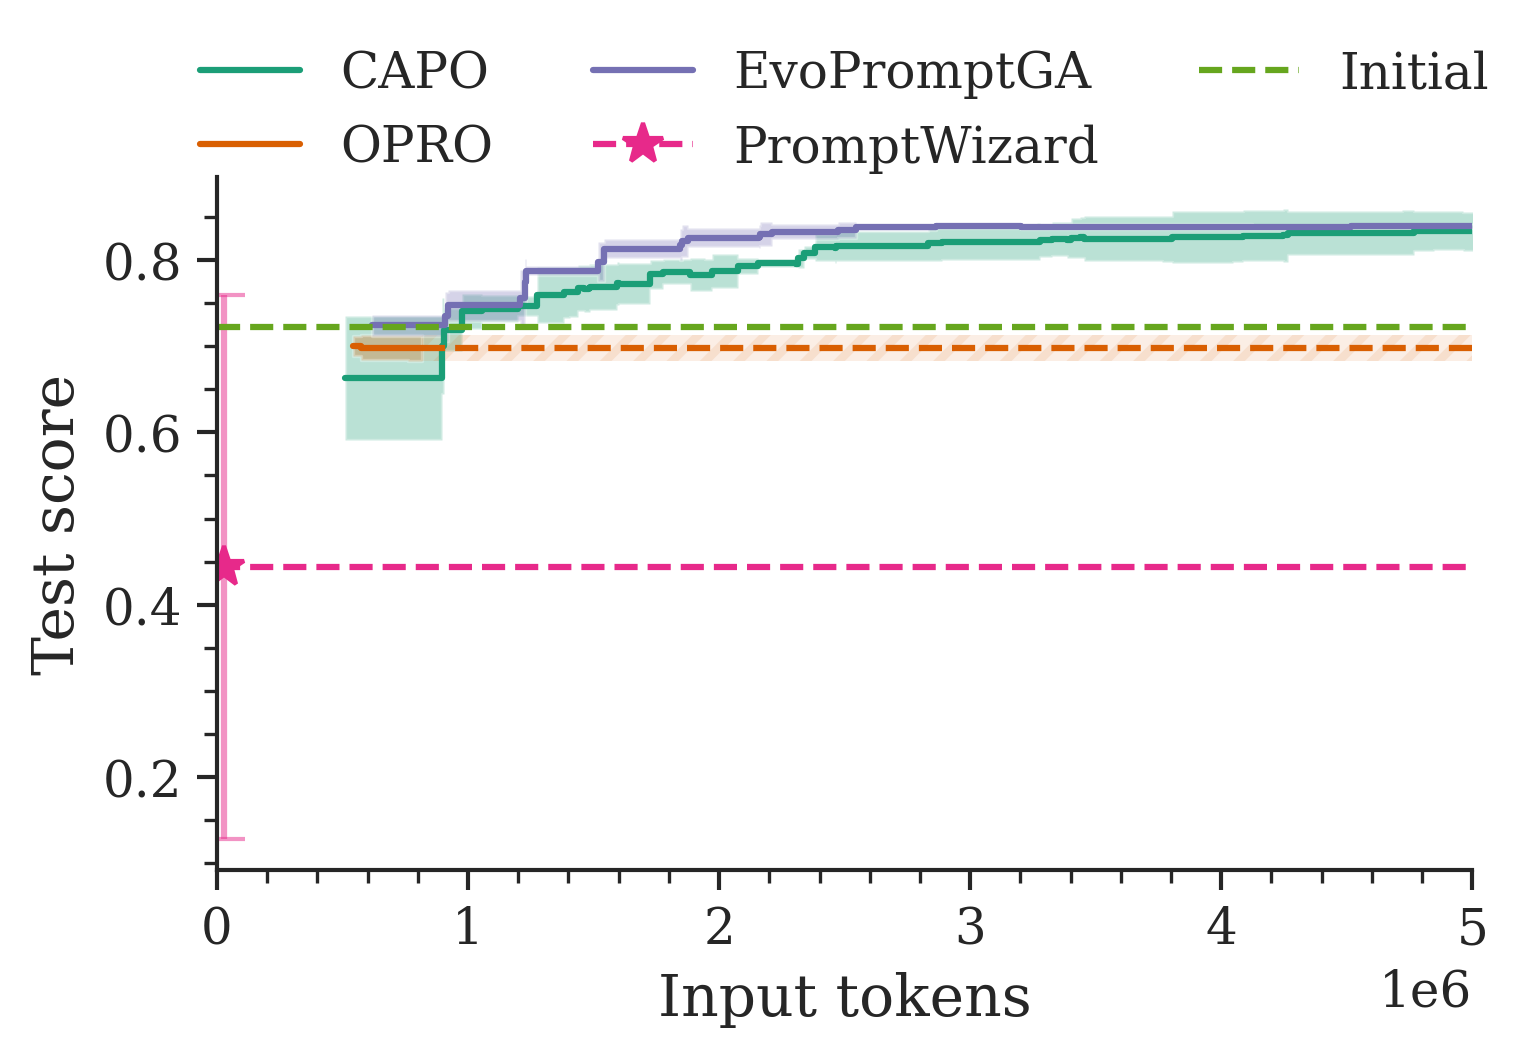 CAPO EvoPromptGA Initial
OPRO PromptWizard
0.8
0.6
0.4
0.2
Test score
0 1 2 3 4 5
1e6
Input tokens